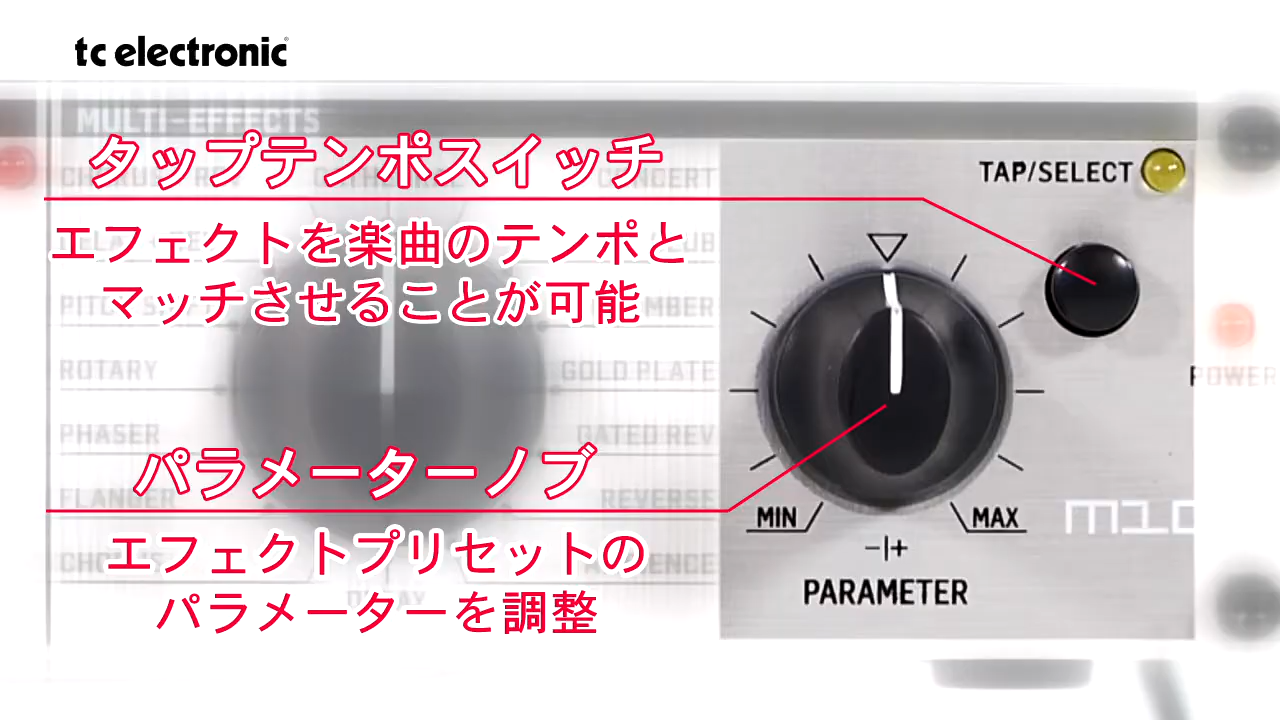 tc electronic
MULTI-EFFECTS
タップテンポスイッチ
TAP/SELECT
CONCERT
エフェクトを楽曲のテンポと
マッチさせることが可能
ROTARY
GOLD PLATE
POWER
PHASER
GATED REV
パラメーターノブ
FLANGER
REVERSE
MIN
MAX
エフェクトプリセットの
-|+
パラメーターを調整
PARAMETER